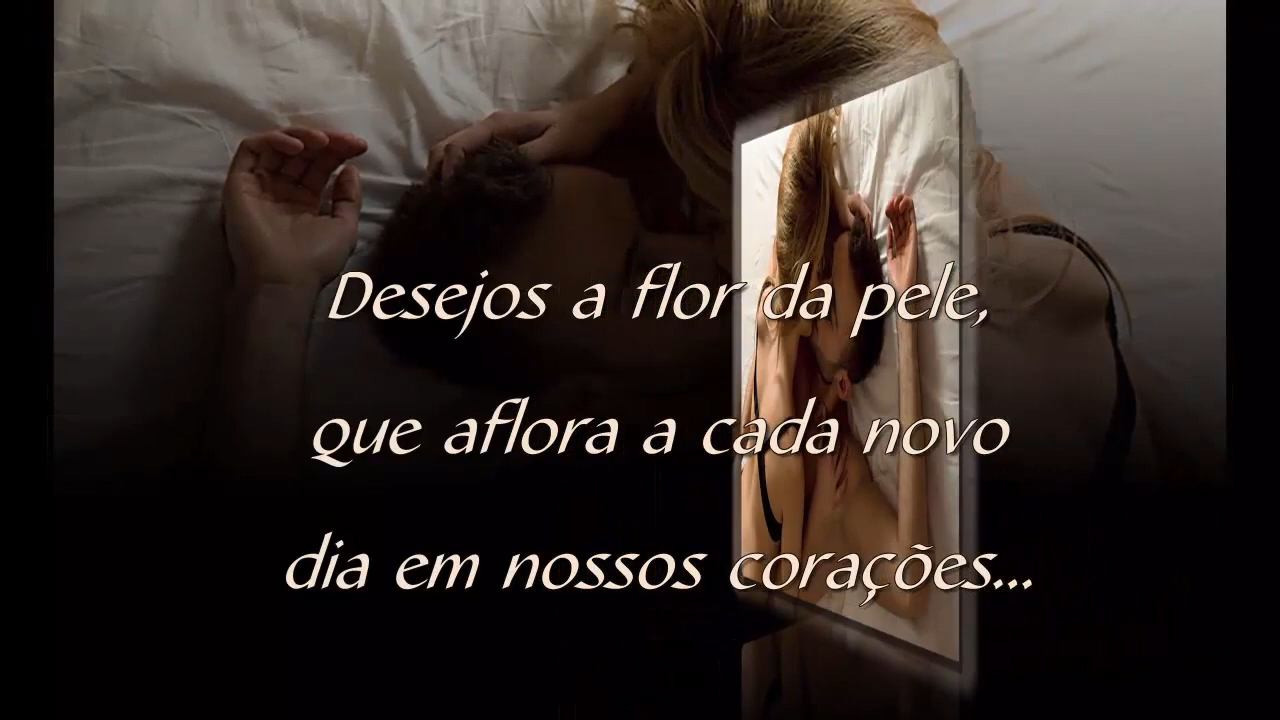 Desejos a flor da pele,
que aflora a cada novo
dia em nossos corações...